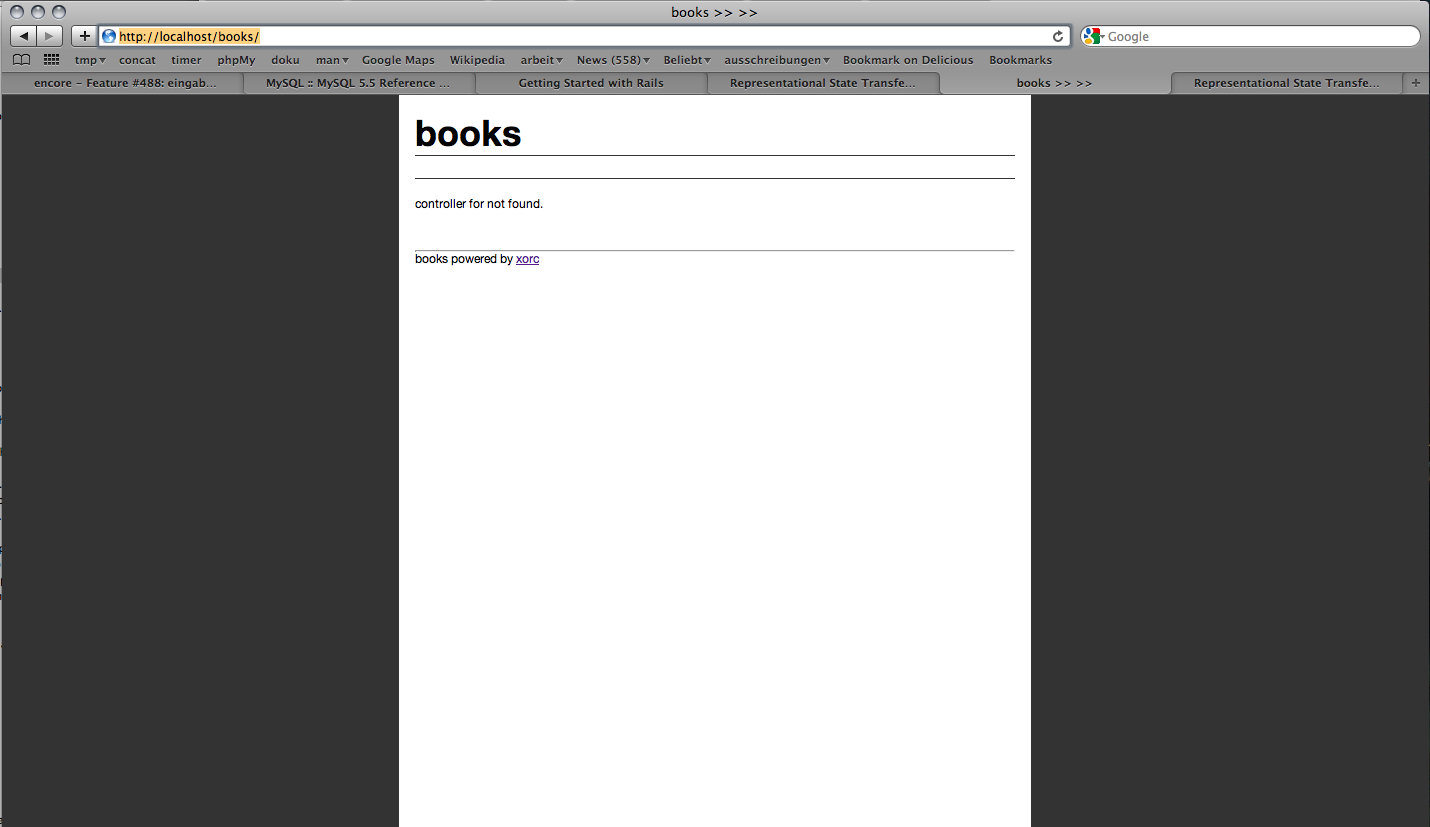 books >> >>
http://localhost/books/
Google
tmp concat timer phpMy doku man Google Maps Wikipedia arbeit News (558) Beliebt ausschreibungen Bookmark on Delicious Bookmarks
encore – Feature #488: eingab... MySQL :: MySQL 5.5 Reference ... Getting Started with Rails Representational State Transfe... books >> >> Representational State Transfe...
books
controller for not found.
books powered by xorc